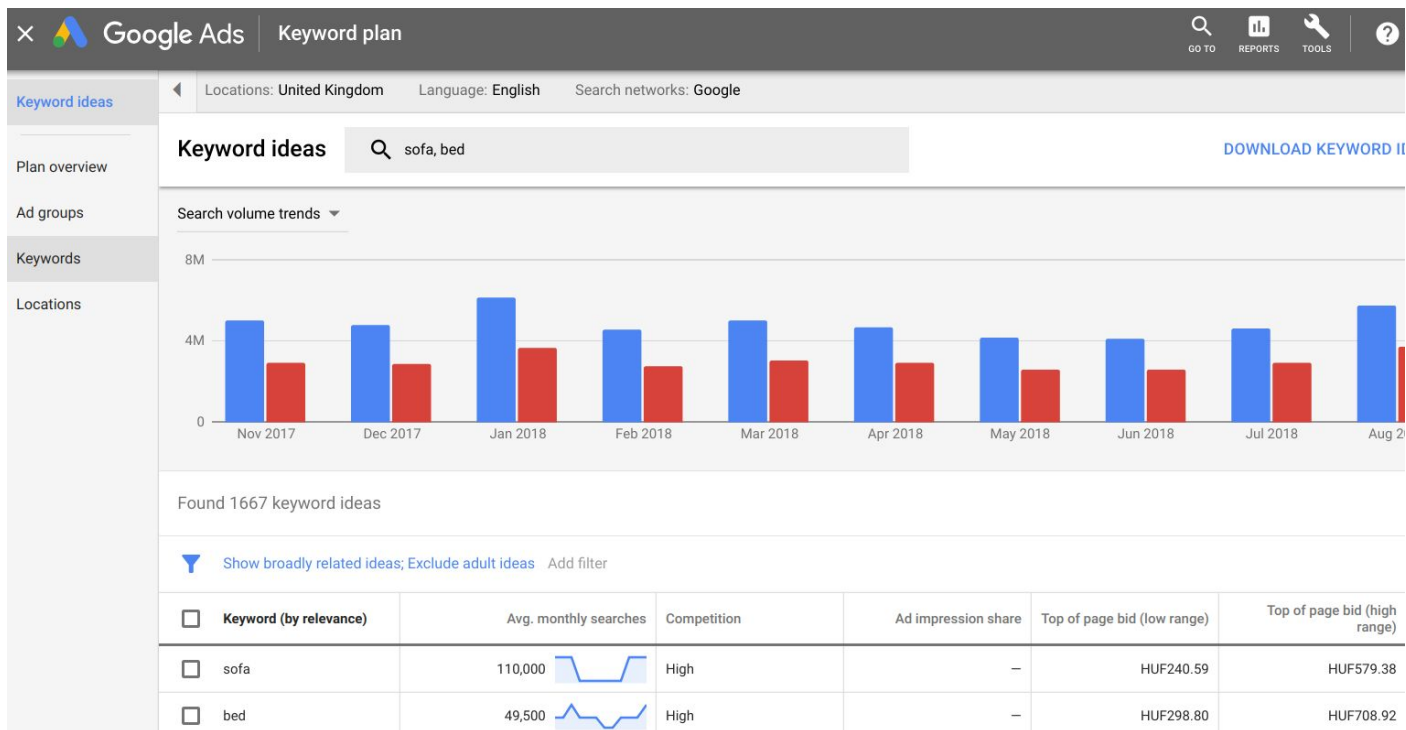 Google Ads Keyword plan
GO TO REPORTS TOOLS
Keyword ideas
Plan overview
Ad groups
Keywords
Locations
Locations: United Kingdom Language: English Search networks: Google
Keyword ideas sofa, bed DOWNLOAD KEYWORD
Search volume trends
8M
4M
0
Nov 2017 Dec 2017 Jan 2018 Feb 2018 Mar 2018 Apr 2018 May 2018 Jun 2018 Jul 2018 Aug
Found 1667 keyword ideas
Show broadly related ideas; Exclude adult ideas Add filter
Keyword (by relevance) Avg. monthly searches Competition Ad impression share Top of page bid (low range) Top of page bid (high
range)
sofa 110,000 High – HUF240.59 HUF579.38
bed 49,500 High – HUF298.80 HUF708.92